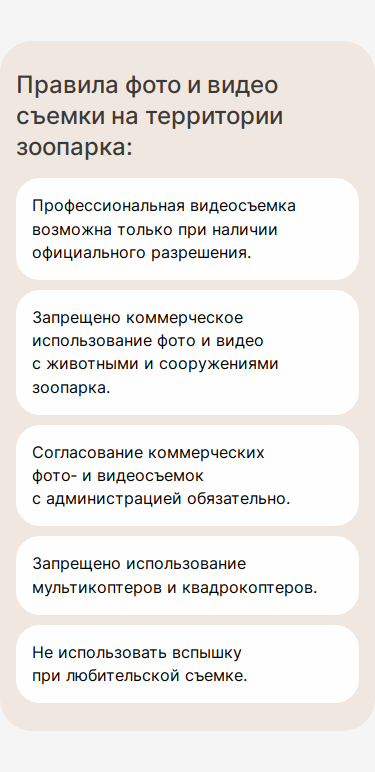 Правила фото и видео
съемки на территории
зоопарка:
Профессиональная видеосъемка
возможна только при наличии
официального разрешения.
Запрещено коммерческое
использование фото и видео
с животными и сооружениями
зоопарка.
Согласование коммерческих
фото- и видеосъемок
с администрацией обязательно.
Запрещено использование
мультикоптеров и квадрокоптеров.
Не использовать вспышку
при любительской съемке.